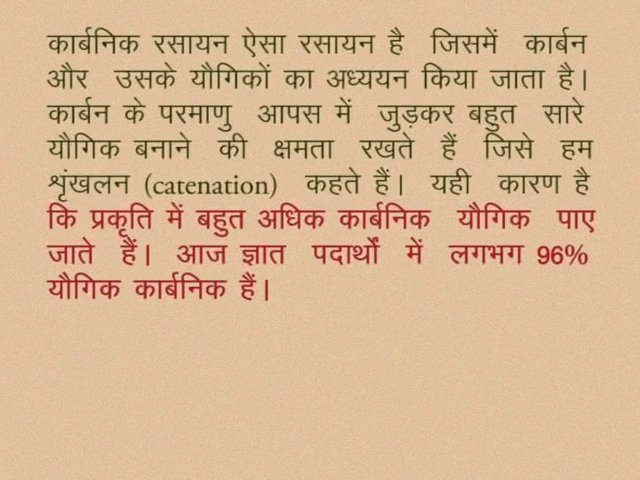 कार्बनिक रसायन ऐसा रसायन है जिसमें कार्बन
और उसके यौगिकों का अध्ययन किया जाता है।
कार्बन के परमाणु आपस में जुड़कर बहुत सारे
यौगिक बनाने की क्षमता रखते हैं जिसे हम
शृंखलन (catenation) कहते हैं। यही कारण है
कि प्रकृति में बहुत अधिक कार्बनिक यौगिक पाए
जाते हैं। आज ज्ञात पदार्थों में लगभग 96%
यौगिक कार्बनिक हैं।